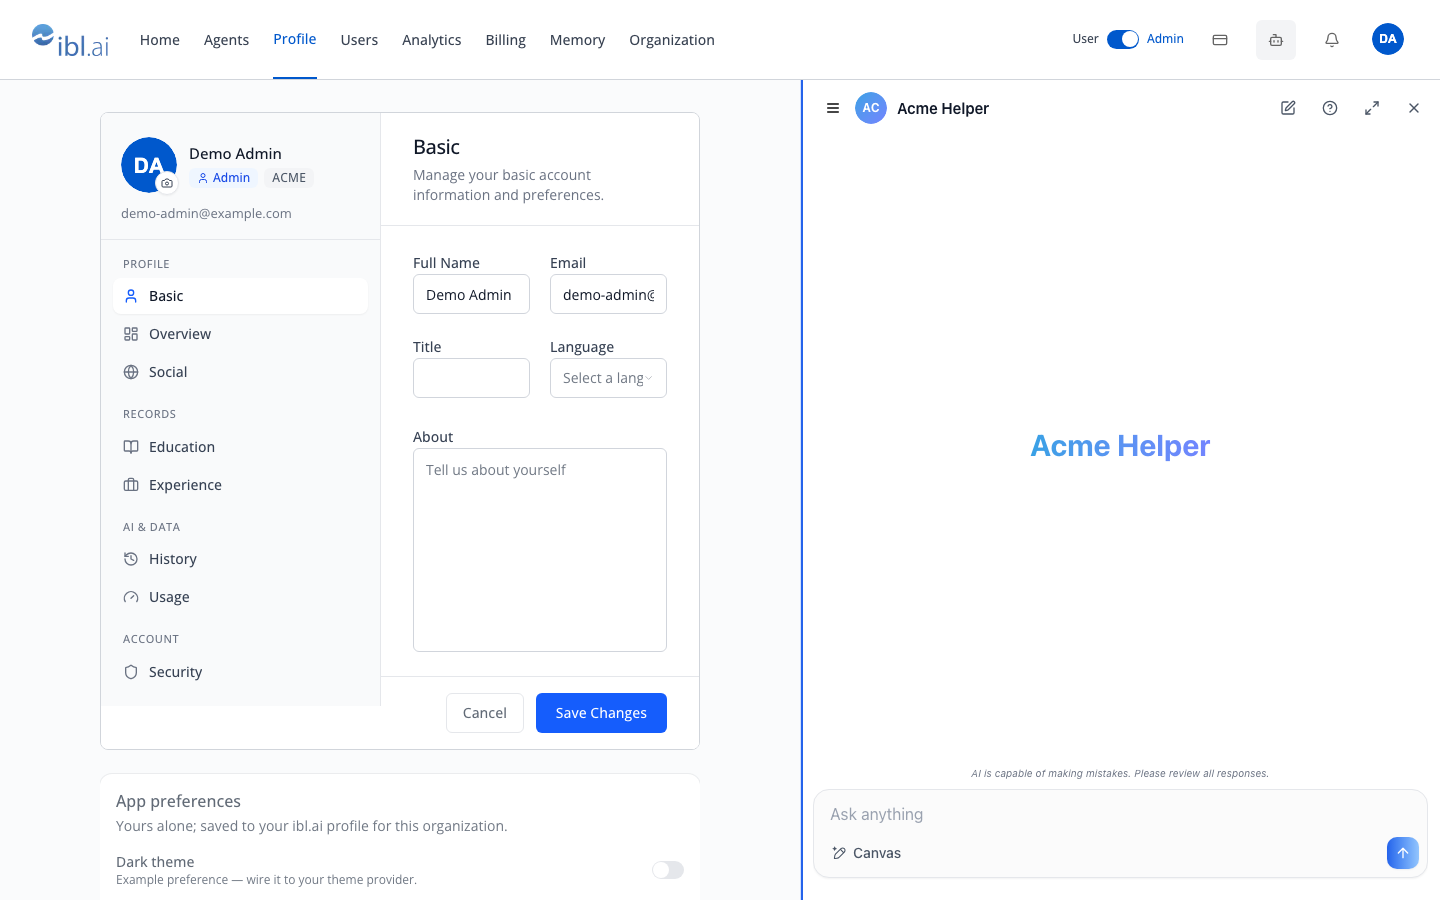 ibl.ai
Home
Agents
Profile
Users
Analytics
Billing
Memory
Organization
User
Admin
DA
DA
Demo Admin
Admin
ACME
demo-admin@example.com
PROFILE
Basic
Overview
Social
RECORDS
Education
Experience
AI & DATA
History
Usage
ACCOUNT
Security
Basic
Manage your basic account
information and preferences.
Full Name
Email
Demo Admin
demo-admin@
Title
Language
Select a lang
About
Tell us about yourself
Cancel
Save Changes
App preferences
Yours alone; saved to your ibl.ai profile for this organization.
Dark theme
Example preference — wire it to your theme provider.
AC
Acme Helper
Acme Helper
AI is capable of making mistakes. Please review all responses.
Ask anything
Canvas